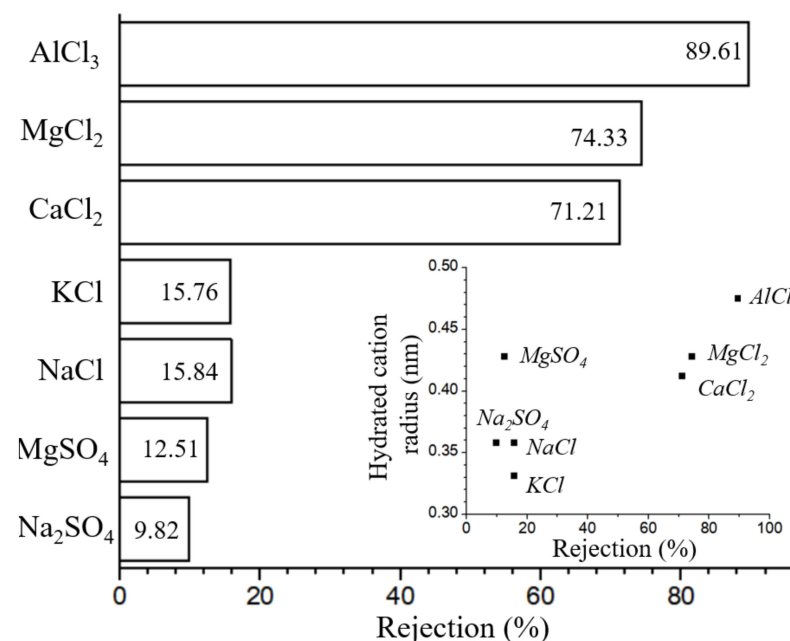 AlCl₃
89.61
MgCl₂
74.33
CaCl₂
71.21
KCl
15.76
NaCl
15.84
MgSO₄
12.51
Na₂SO₄
9.82
0 20 40 60 80
Rejection (%)
Hydrated cation
radius (nm)
0.50
0.45
0.40
0.35
0.30
AlCl
MgSO₄
MgCl₂
CaCl₂
Na₂SO₄
NaCl
KCl
0 20 40 60 80 100
Rejection (%)